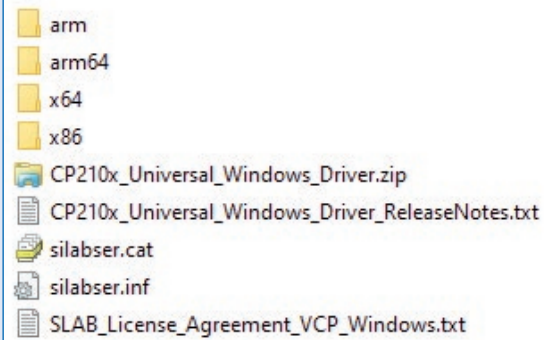 arm
arm64
x64
x86
CP210x_Universal_Windows_Driver.zip
CP210x_Universal_Windows_Driver_ReleaseNotes.txt
silabser.cat
silabser.inf
SLAB_License_Agreement_VCP_Windows.txt